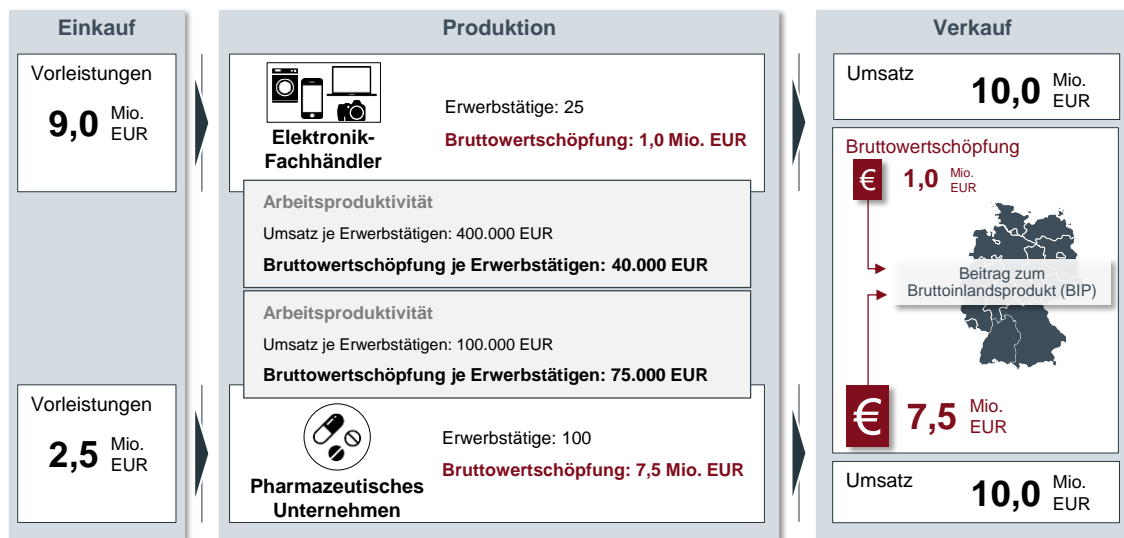 Einkauf
Produktion
Verkauf
Vorleistungen
9,0 Mio. EUR
Elektronik-
Fachhändler
Erwerbstätige: 25
Bruttowertschöpfung: 1,0 Mio. EUR
Arbeitsproduktivität
Umsatz je Erwerbstätigen: 400.000 EUR
Bruttowertschöpfung je Erwerbstätigen: 40.000 EUR
Arbeitsproduktivität
Umsatz je Erwerbstätigen: 100.000 EUR
Bruttowertschöpfung je Erwerbstätigen: 75.000 EUR
Vorleistungen
2,5 Mio. EUR
Pharmazeutisches
Unternehmen
Erwerbstätige: 100
Bruttowertschöpfung: 7,5 Mio. EUR
Umsatz
10,0 Mio. EUR
Bruttowertschöpfung
€ 1,0 Mio. EUR
Beitrag zum
Bruttoinlandsprodukt (BIP)
€ 7,5 Mio. EUR
Umsatz
10,0 Mio. EUR